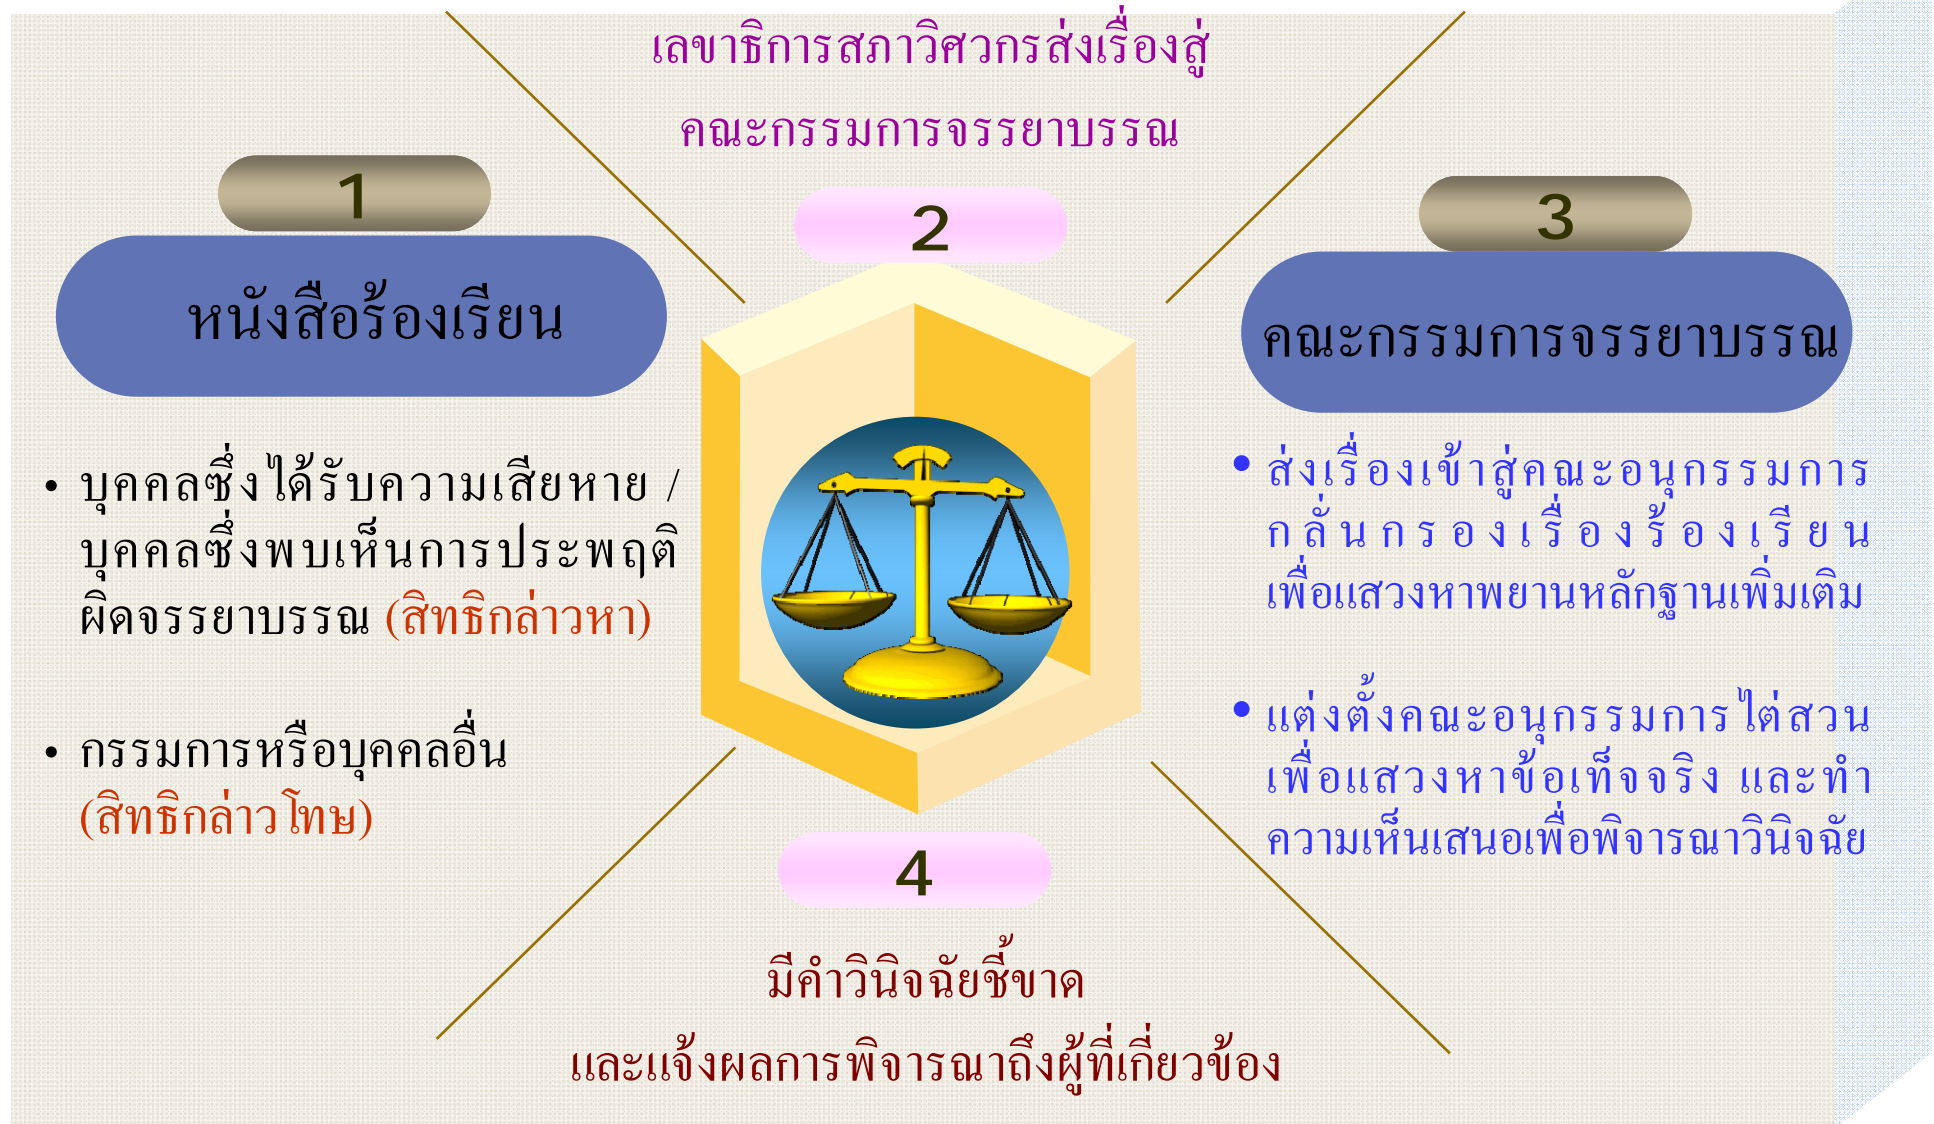 1
หนังสือร้องเรียน
• บุคคลซึ่งได้รับความเสียหาย /
บุคคลซึ่งพบเห็นการประพฤติ
ผิดจรรยาบรรณ (สิทธิกล่าวหา)
• กรรมการหรือบุคคลอื่น
(สิทธิกล่าวโทษ)
เลขาธิการสภาวิศวกรส่งเรื่องสู่
คณะกรรมการจรรยาบรรณ
2
3
คณะกรรมการจรรยาบรรณ
• ส่งเรื่องเข้าสู่คณะอนุกรรมการ
กลั่นกรองเรื่องร้องเรียน
เพื่อแสวงหาพยานหลักฐานเพิ่มเติม
• แต่งตั้งคณะอนุกรรมการไต่สวน
เพื่อแสวงหาข้อเท็จจริง และทำ
ความเห็นเสนอเพื่อพิจารณาวินิจฉัย
4
มีคำวินิจฉัยชี้ขาด
และแจ้งผลการพิจารณาถึงผู้ที่เกี่ยวข้อง